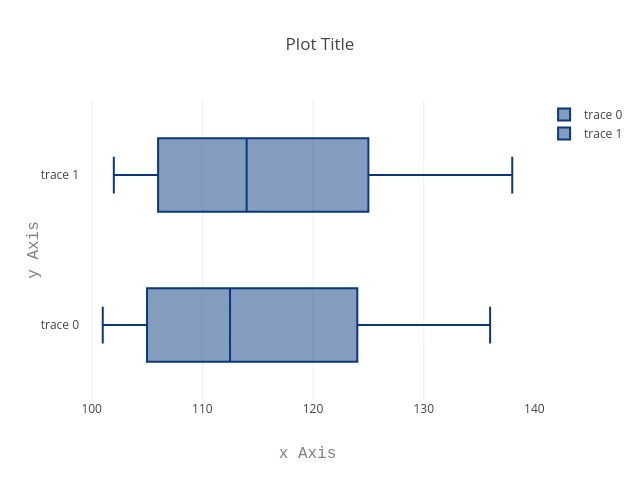 Plot Title
trace 0
trace 1
trace 1
trace 0
y Axis
100 110 120 130 140
x Axis